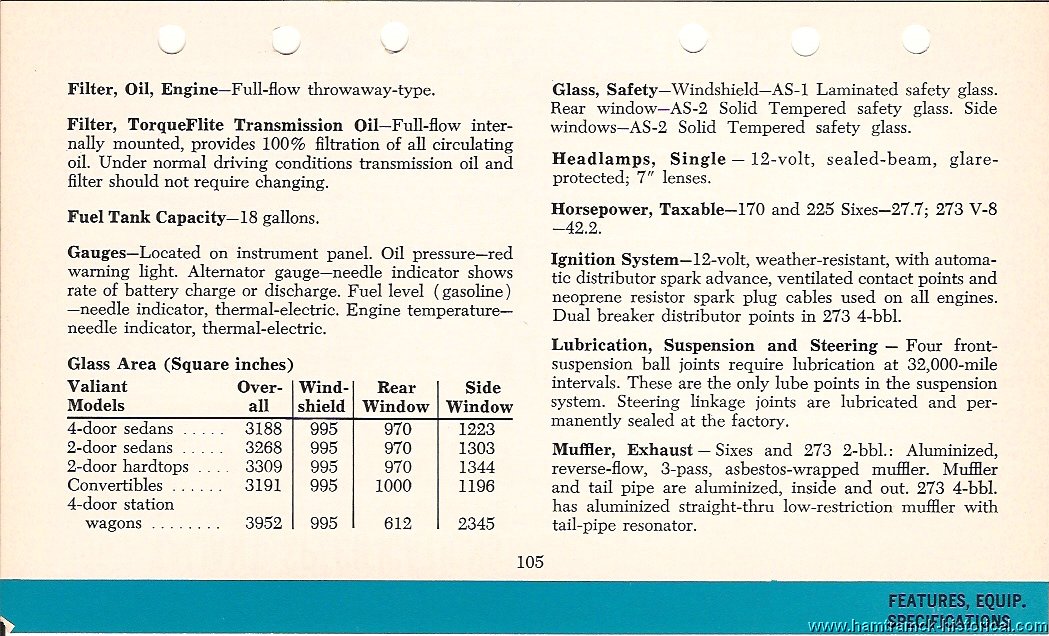 Filter, Oil, Engine—Full-flow throwaway-type.
Filter, TorqueFlite Transmission Oil—Full-flow inter-
nally mounted, provides 100% filtration of all circulating
oil. Under normal driving conditions transmission oil and
filter should not require changing.
Fuel Tank Capacity—18 gallons.
Gauges—Located on instrument panel. Oil pressure—red
warning light. Alternator gauge—needle indicator shows
rate of battery charge or discharge. Fuel level (gasoline)
—needle indicator, thermal-electric. Engine temperature—
needle indicator, thermal-electric.
Glass Area (Square inches)
Valiant Over- Wind- Rear Side
Models all shield Window Window
4-door sedans ..... 3188 995 970 1223
2-door sedans ..... 3268 995 970 1303
2-door hardtops .... 3309 995 970 1344
Convertibles ...... 3191 995 1000 1196
4-door station
wagons ........ 3952 995 612 2345
Glass, Safety—Windshield—AS-1 Laminated safety glass.
Rear window—AS-2 Solid Tempered safety glass. Side
windows—AS-2 Solid Tempered safety glass.
Headlamps, Single — 12-volt, sealed-beam, glare-
protected; 7″ lenses.
Horsepower, Taxable—170 and 225 Sixes—27.7; 273 V-8
—42.2.
Ignition System—12-volt, weather-resistant, with automa-
tic distributor spark advance, ventilated contact points and
neoprene resistor spark plug cables used on all engines.
Dual breaker distributor points in 273 4-bbl.
Lubrication, Suspension and Steering — Four front-
suspension ball joints require lubrication at 32,000-mile
intervals. These are the only lube points in the suspension
system. Steering linkage joints are lubricated and per-
manently sealed at the factory.
Muffler, Exhaust — Sixes and 273 2-bbl.: Aluminized,
reverse-flow, 3-pass, asbestos-wrapped muffler. Muffler
and tail pipe are aluminized, inside and out. 273 4-bbl.
has aluminized straight-thru low-restriction muffler with
tail-pipe resonator.
105
FEATURES, EQUIP.
SPECIFICATIONS
www.hamtramck-historical.com